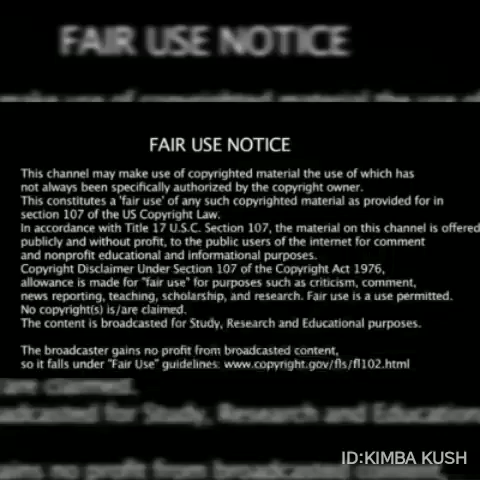 FAIR USE NOTICE
FAIR USE NOTICE
This channel may make use of copyrighted material the use of which has
not always been specifically authorized by the copyright owner.
This constitutes a 'fair use' of any such copyrighted material as provided for in
section 107 of the US Copyright Law.
In accordance with Title 17 U.S.C. Section 107, the material on this channel is offered
publicly and without profit, to the public users of the internet for comment
and nonprofit educational and informational purposes.
Copyright Disclaimer Under Section 107 of the Copyright Act 1976,
allowance is made for "fair use" for purposes such as criticism, comment,
news reporting, teaching, scholarship, and research. Fair use is a use permitted.
No copyright(s) is/are claimed.
The content is broadcasted for Study, Research and Educational purposes.
The broadcaster gains no profit from broadcasted content,
so it falls under "Fair Use" guidelines: www.copyright.gov/fls/fl102.html
are claimed.
adcasted for Study, Research and Education
ains no profit from broadcasted content,
ID:KIMBA KUSH